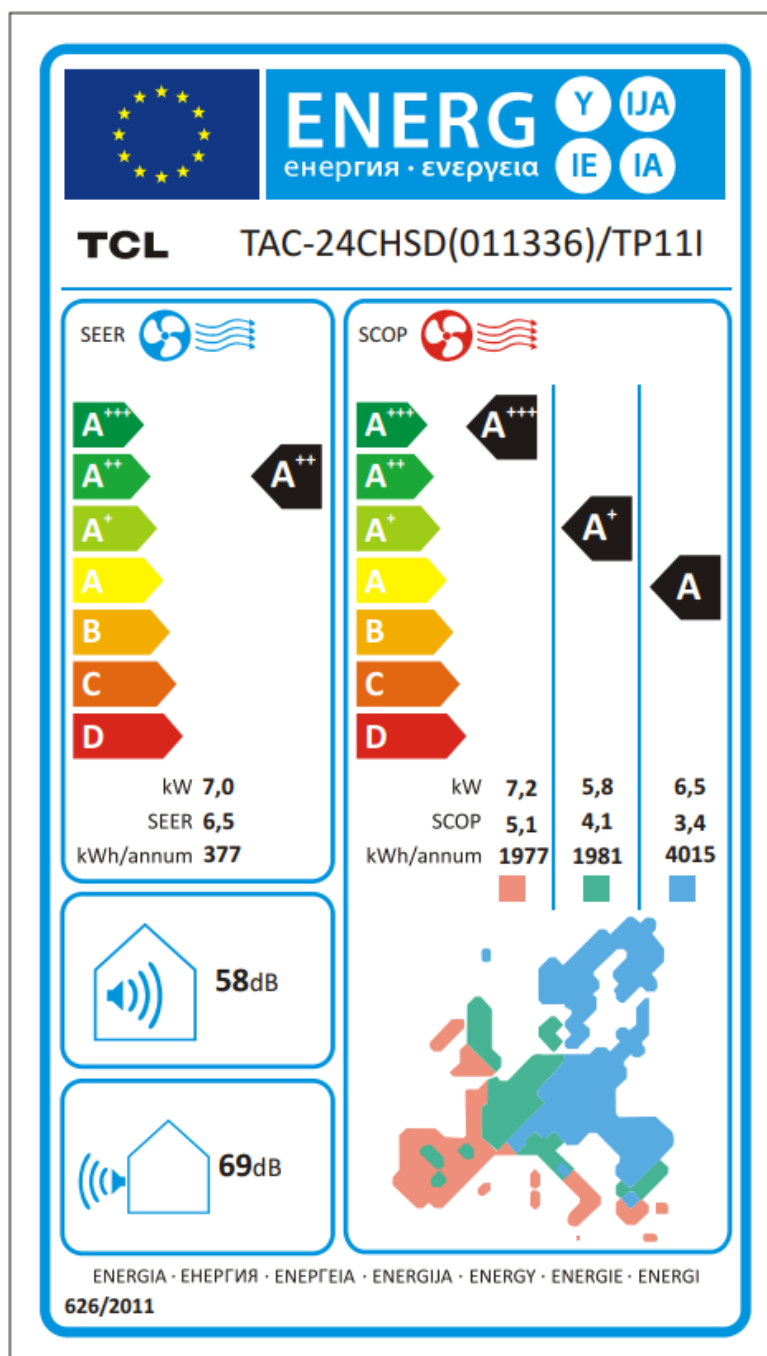 ENERG
енергия · ενεργεια
Y IJA
IE IA
TCL TAC-24CHSD(011336)/TP11I
SEER
A+++
A++
A+
A
B
C
D
A++
kW 7,0
SEER 6,5
kWh/annum 377
SCOP
A+++
A++
A+
A
B
C
D
A+++
A+
A
kW 7,2 5,8 6,5
SCOP 5,1 4,1 3,4
kWh/annum 1977 1981 4015
58dB
69dB
ENERGIA · ЕНЕРГИЯ · ΕΝΕΡΓΕΙΑ · ENERGIJA · ENERGY · ENERGIE · ENERGI
626/2011